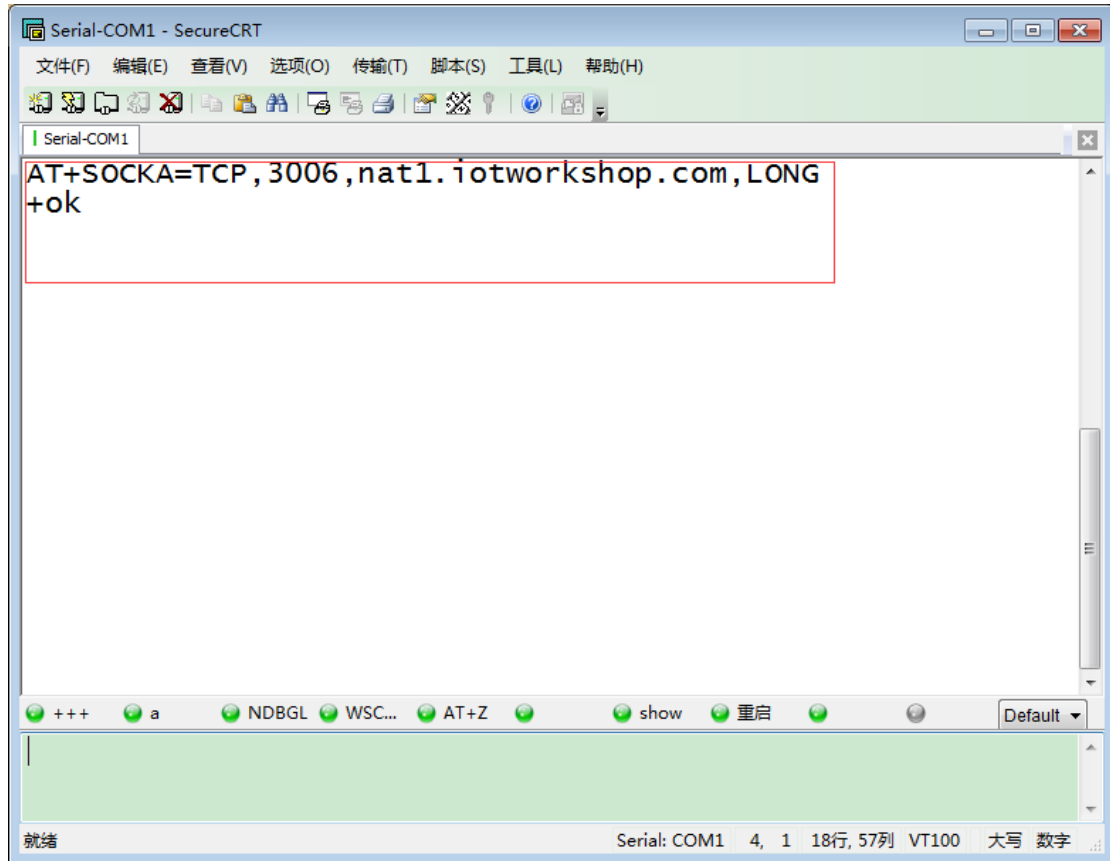 Serial-COM1 - SecureCRT
文件(F) 编辑(E) 查看(V) 选项(O) 传输(T) 脚本(S) 工具(L) 帮助(H)
Serial-COM1
AT+SOCKA=TCP,3006,nat1.iotworkshop.com,LONG
+ok
+++ a NDBGL WSC... AT+Z show 重启 Default
就绪 Serial: COM1 4, 1 18行, 57列 VT100 大写 数字